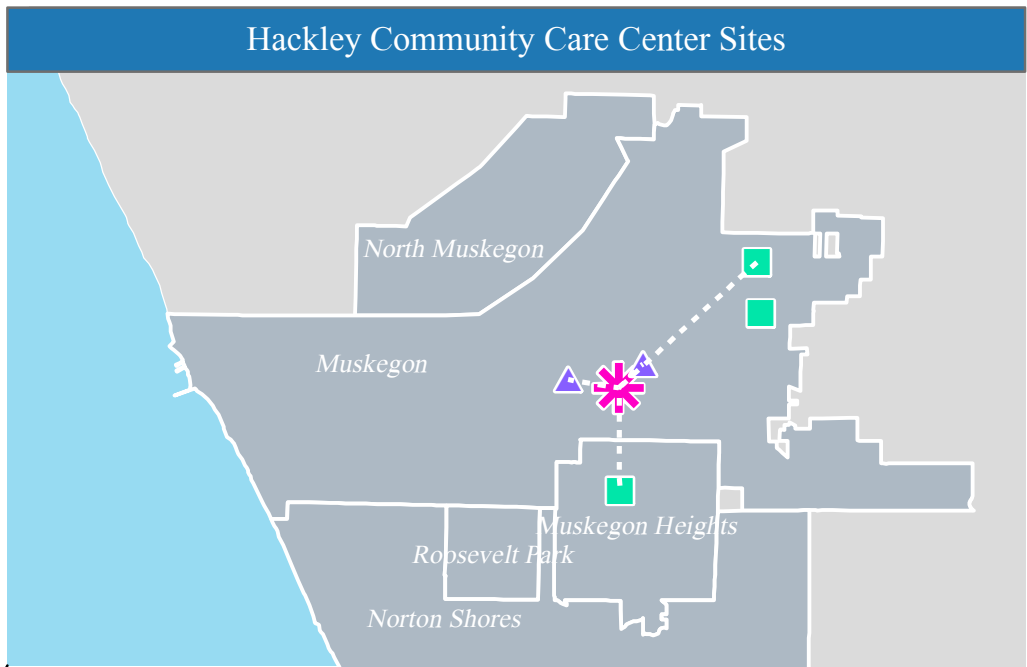 Hackley Community Care Center Sites
North Muskegon
Muskegon
Muskegon Heights
Roosevelt Park
Norton Shores